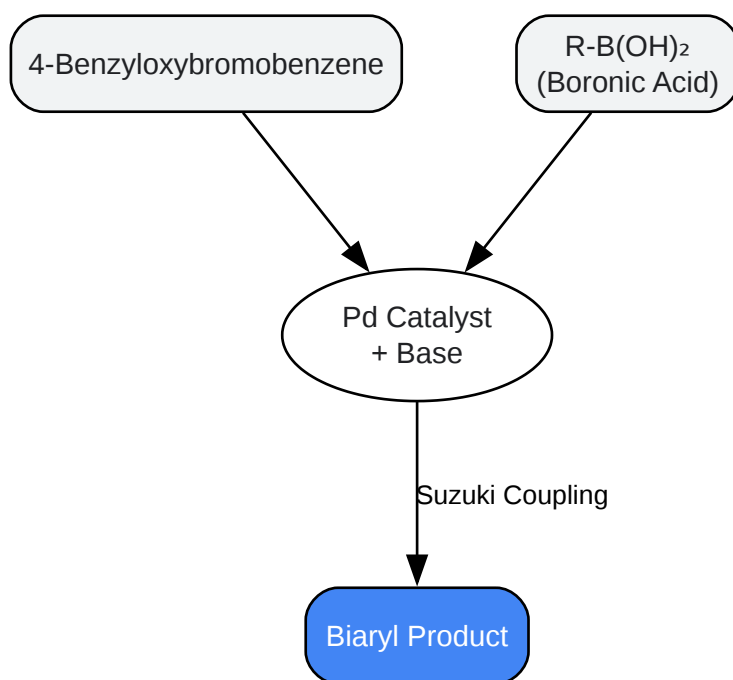 4-Benzyloxybromobenzene
R-B(OH)₂
(Boronic Acid)
Pd Catalyst
+ Base
Suzuki Coupling
Biaryl Product